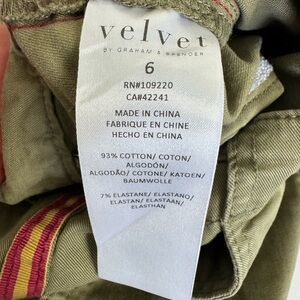 velvet
BY GRAHAM & SPENCER
6
RN#109220
CA#42241
MADE IN CHINA
FABRIQUE EN CHINE
HECHO EN CHINA
93% COTTON/ COTON/
ALGODÓN/
ALGODÃO/ COTONE/ KATOEN/
BAUMWOLLE
7% ELASTANE/ ELASTANO/
ELASTAN/ ELASTAAN/
ELASTHAN